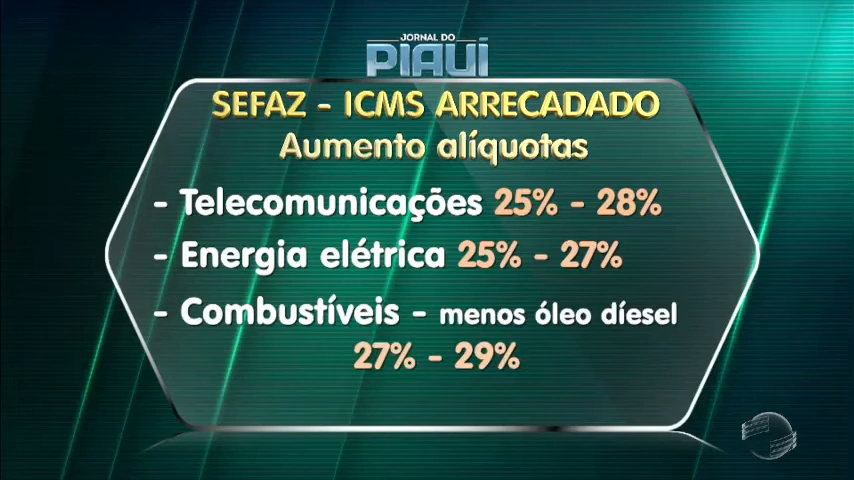 JORNAL DO
PIAUÍ
SEFAZ - ICMS ARRECADADO
Aumento alíquotas
- Telecomunicações 25% - 28%
- Energia elétrica 25% - 27%
- Combustíveis - menos óleo díesel
27% - 29%